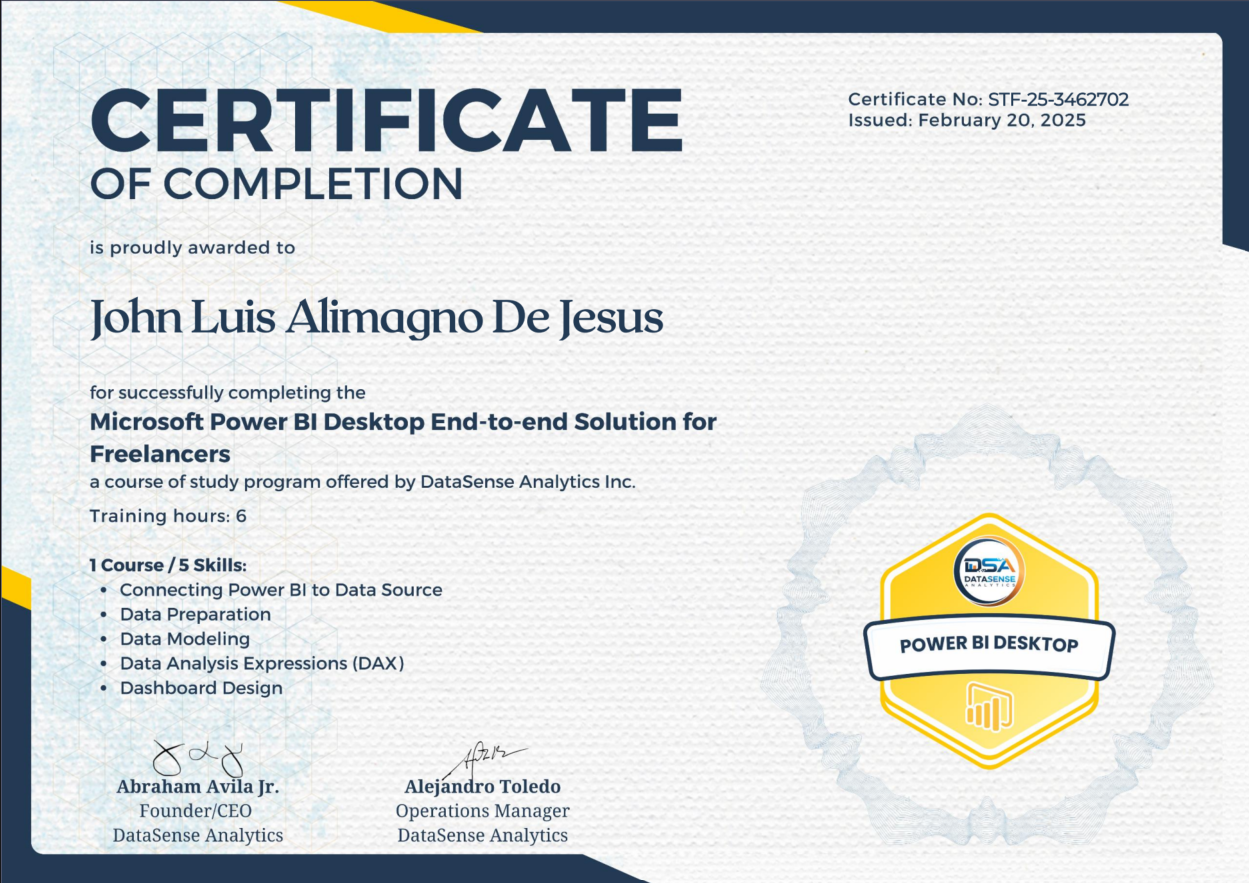 CERTIFICATE
OF COMPLETION
Certificate No: STF-25-3462702
Issued: February 20, 2025
is proudly awarded to
John Luis Alimagno De Jesus
for successfully completing the
Microsoft Power BI Desktop End-to-end Solution for
Freelancers
a course of study program offered by DataSense Analytics Inc.
Training hours: 6
1 Course / 5 Skills:
• Connecting Power BI to Data Source
• Data Preparation
• Data Modeling
• Data Analysis Expressions (DAX)
• Dashboard Design
DSA
DATASENSE
ANALYTICS
POWER BI DESKTOP
Abraham Avila Jr.
Founder/CEO
DataSense Analytics
Alejandro Toledo
Operations Manager
DataSense Analytics